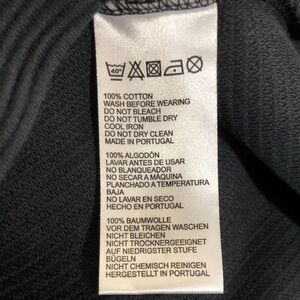 40°
100% COTTON
WASH BEFORE WEARING
DO NOT BLEACH
DO NOT TUMBLE DRY
COOL IRON
DO NOT DRY CLEAN
MADE IN PORTUGAL
100% ALGODÓN
LAVAR ANTES DE USAR
NO BLANQUEADOR
NO SECAR A MÁQUINA
PLANCHADO A TEMPERATURA
BAJA
NO LAVAR EN SECO
HECHO EN PORTUGAL
100% BAUMWOLLE
VOR DEM TRAGEN WASCHEN
NICHT BLEICHEN
NICHT TROCKNERGEEIGNET
AUF NIEDRIGSTER STUFE
BÜGELN
NICHT CHEMISCH REINIGEN
HERGESTELLT IN PORTUGAL